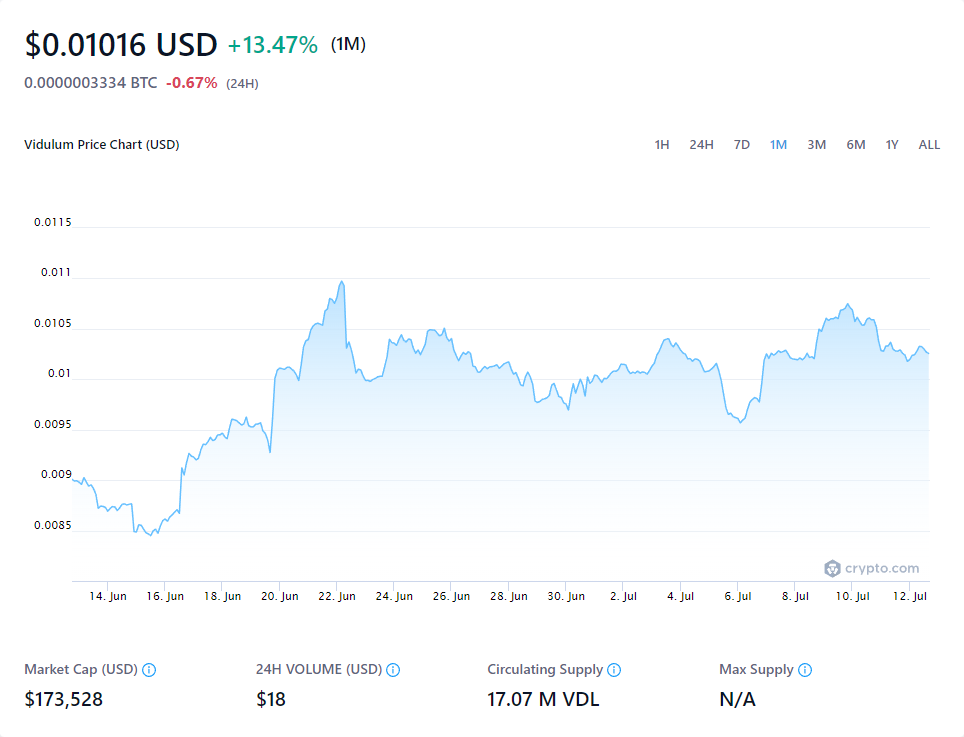 $0.01016 USD +13.47% (1M)
0.0000003334 BTC -0.67% (24H)
Vidulum Price Chart (USD) 1H 24H 7D 1M 3M 6M 1Y ALL
0.0115
0.011
0.0105
0.01
0.0095
0.009
0.0085
crypto.com
14. Jun 16. Jun 18. Jun 20. Jun 22. Jun 24. Jun 26. Jun 28. Jun 30. Jun 2. Jul 4. Jul 6. Jul 8. Jul 10. Jul 12. Jul
Market Cap (USD) 24H VOLUME (USD) Circulating Supply Max Supply
$173,528 $18 17.07 M VDL N/A